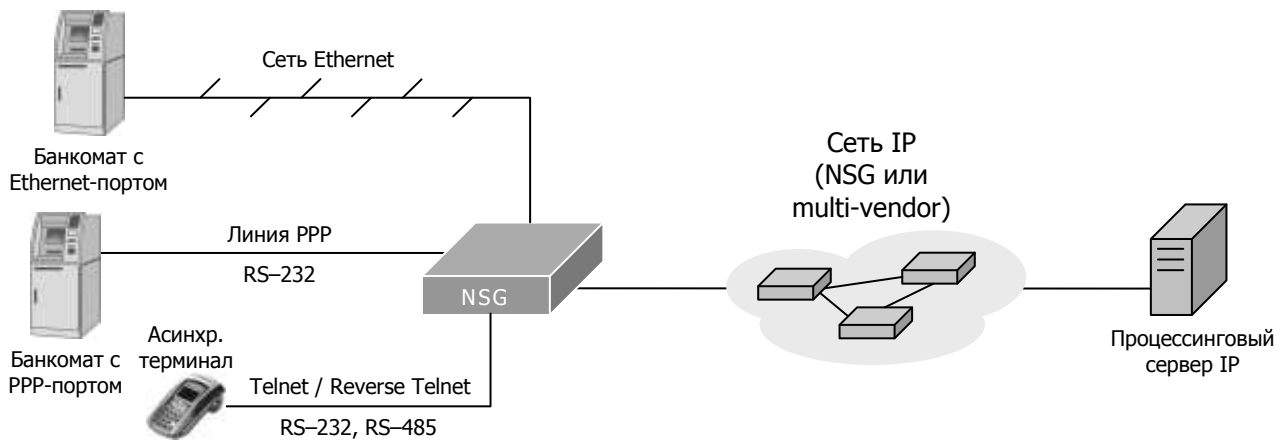 Сеть Ethernet
Банкомат с
Ethernet-портом
Линия PPP
RS–232
NSG
Сеть IP
(NSG или
multi-vendor)
Процессинговый
сервер IP
Банкомат с
PPP-портом
Асинхр.
терминал
Telnet / Reverse Telnet
RS–232, RS–485